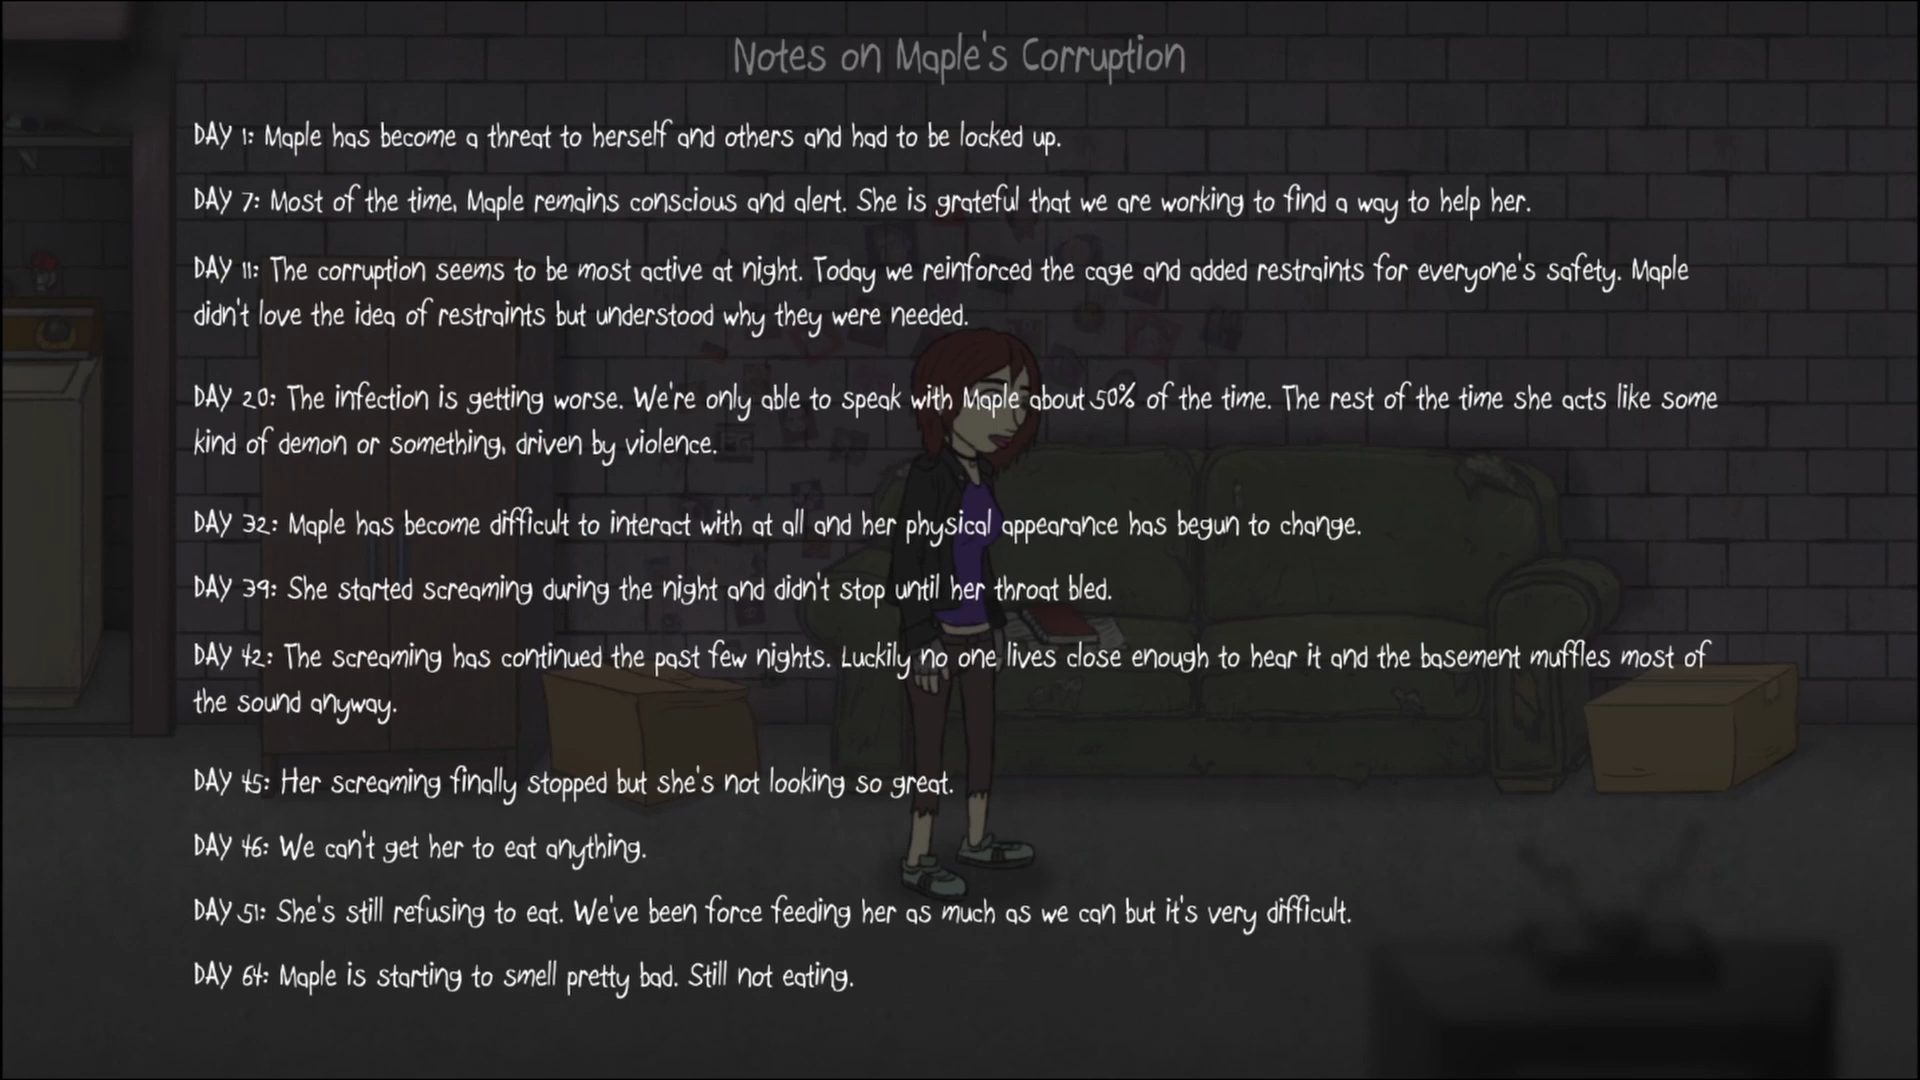 Notes on Maple's Corruption
DAY 1: Maple has become a threat to herself and others and had to be locked up.
DAY 7: Most of the time, Maple remains conscious and alert. She is grateful that we are working to find a way to help her.
DAY 11: The corruption seems to be most active at night. Today we reinforced the cage and added restraints for everyone's safety. Maple
didn't love the idea of restraints but understood why they were needed.
DAY 20: The infection is getting worse. We're only able to speak with Maple about 50% of the time. The rest of the time she acts like some
kind of demon or something, driven by violence.
DAY 32: Maple has become difficult to interact with at all and her physical appearance has begun to change.
DAY 39: She started screaming during the night and didn't stop until her throat bled.
DAY 42: The screaming has continued the past few nights. Luckily no one lives close enough to hear it and the basement muffles most of
the sound anyway.
DAY 45: Her screaming finally stopped but she's not looking so great.
DAY 46: We can't get her to eat anything.
DAY 51: She's still refusing to eat. We've been force feeding her as much as we can but it's very difficult.
DAY 64: Maple is starting to smell pretty bad. Still not eating.